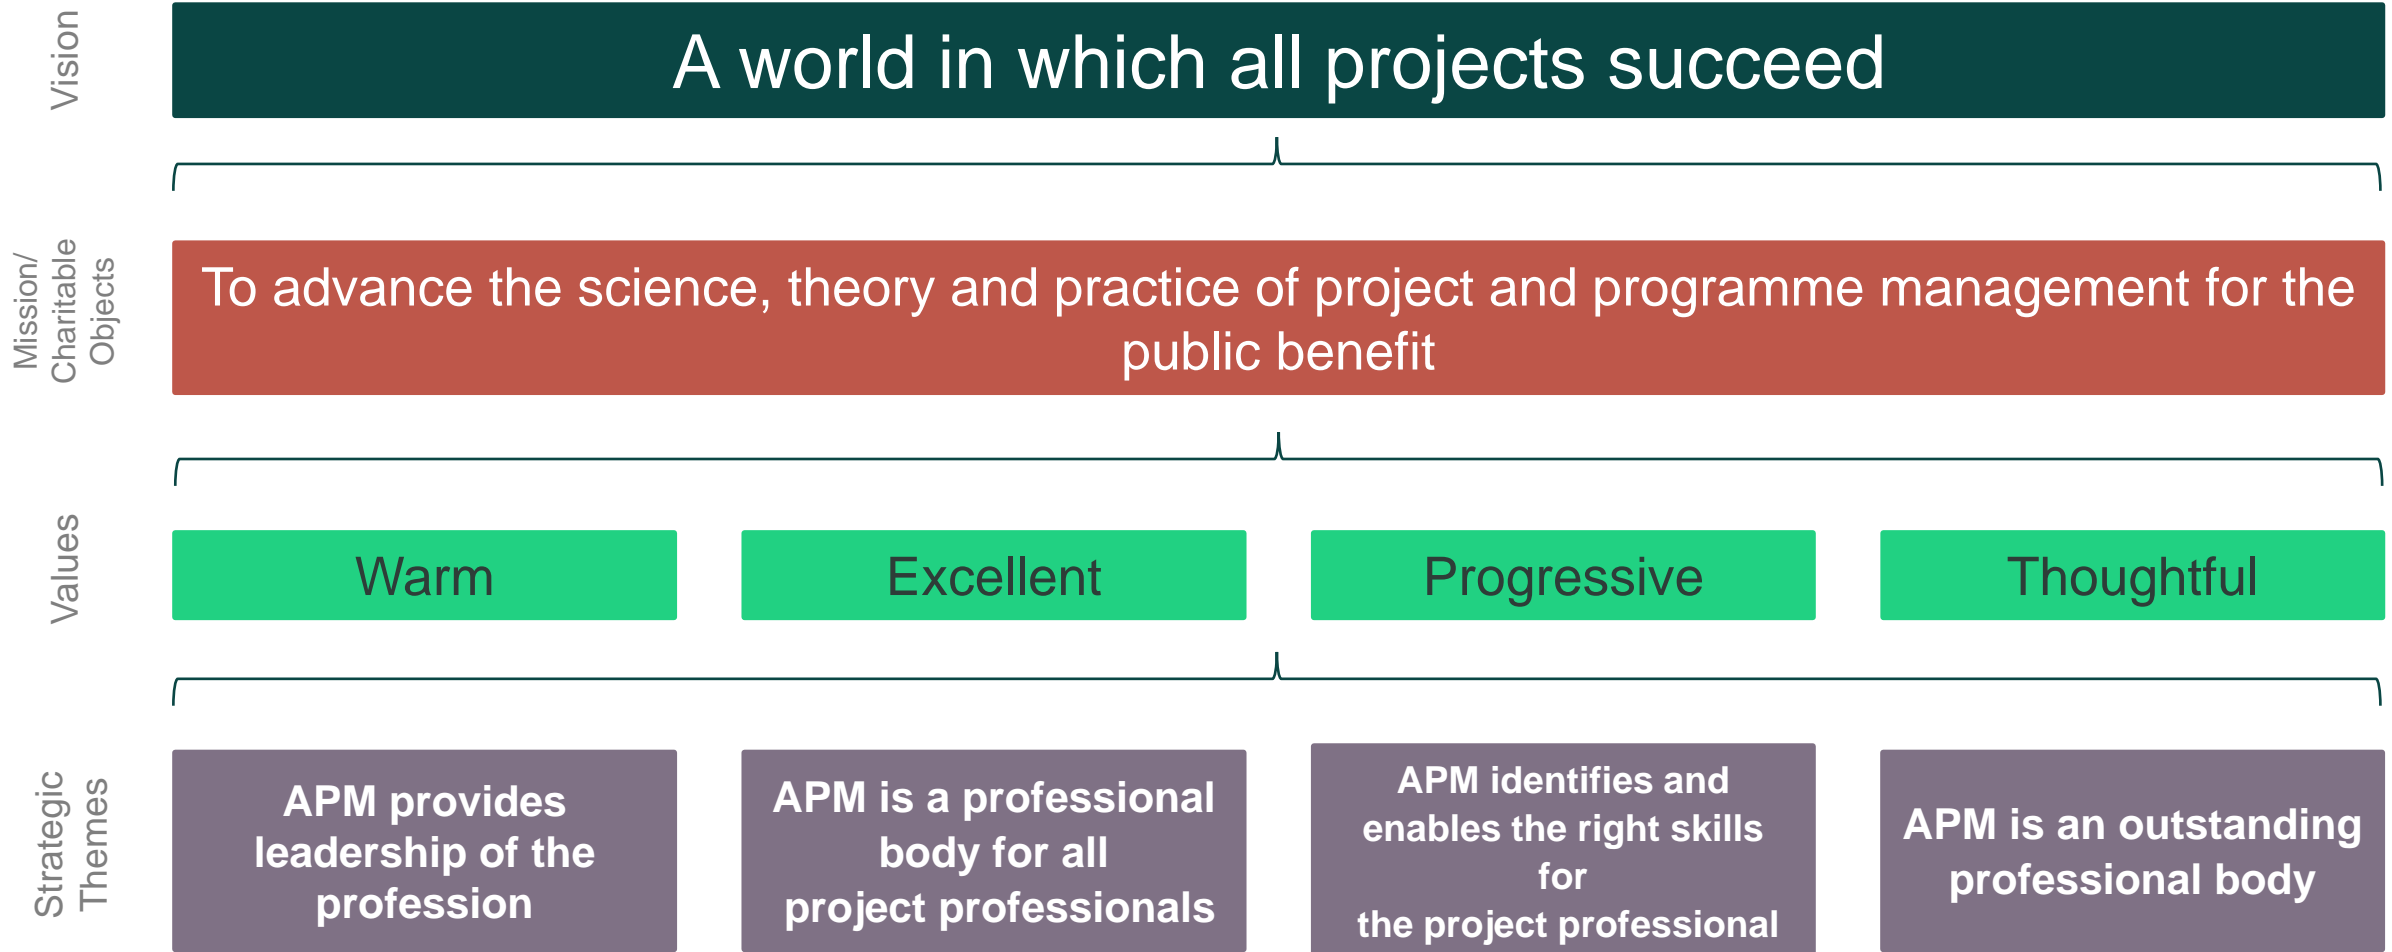 Vision
A world in which all projects succeed
Mission/
Charitable
Objects
To advance the science, theory and practice of project and programme management for the
public benefit
Values
Warm
Excellent
Progressive
Thoughtful
Strategic
Themes
APM provides
leadership of the
profession
APM is a professional
body for all
project professionals
APM identifies and
enables the right skills
for
the project professional
APM is an outstanding
professional body